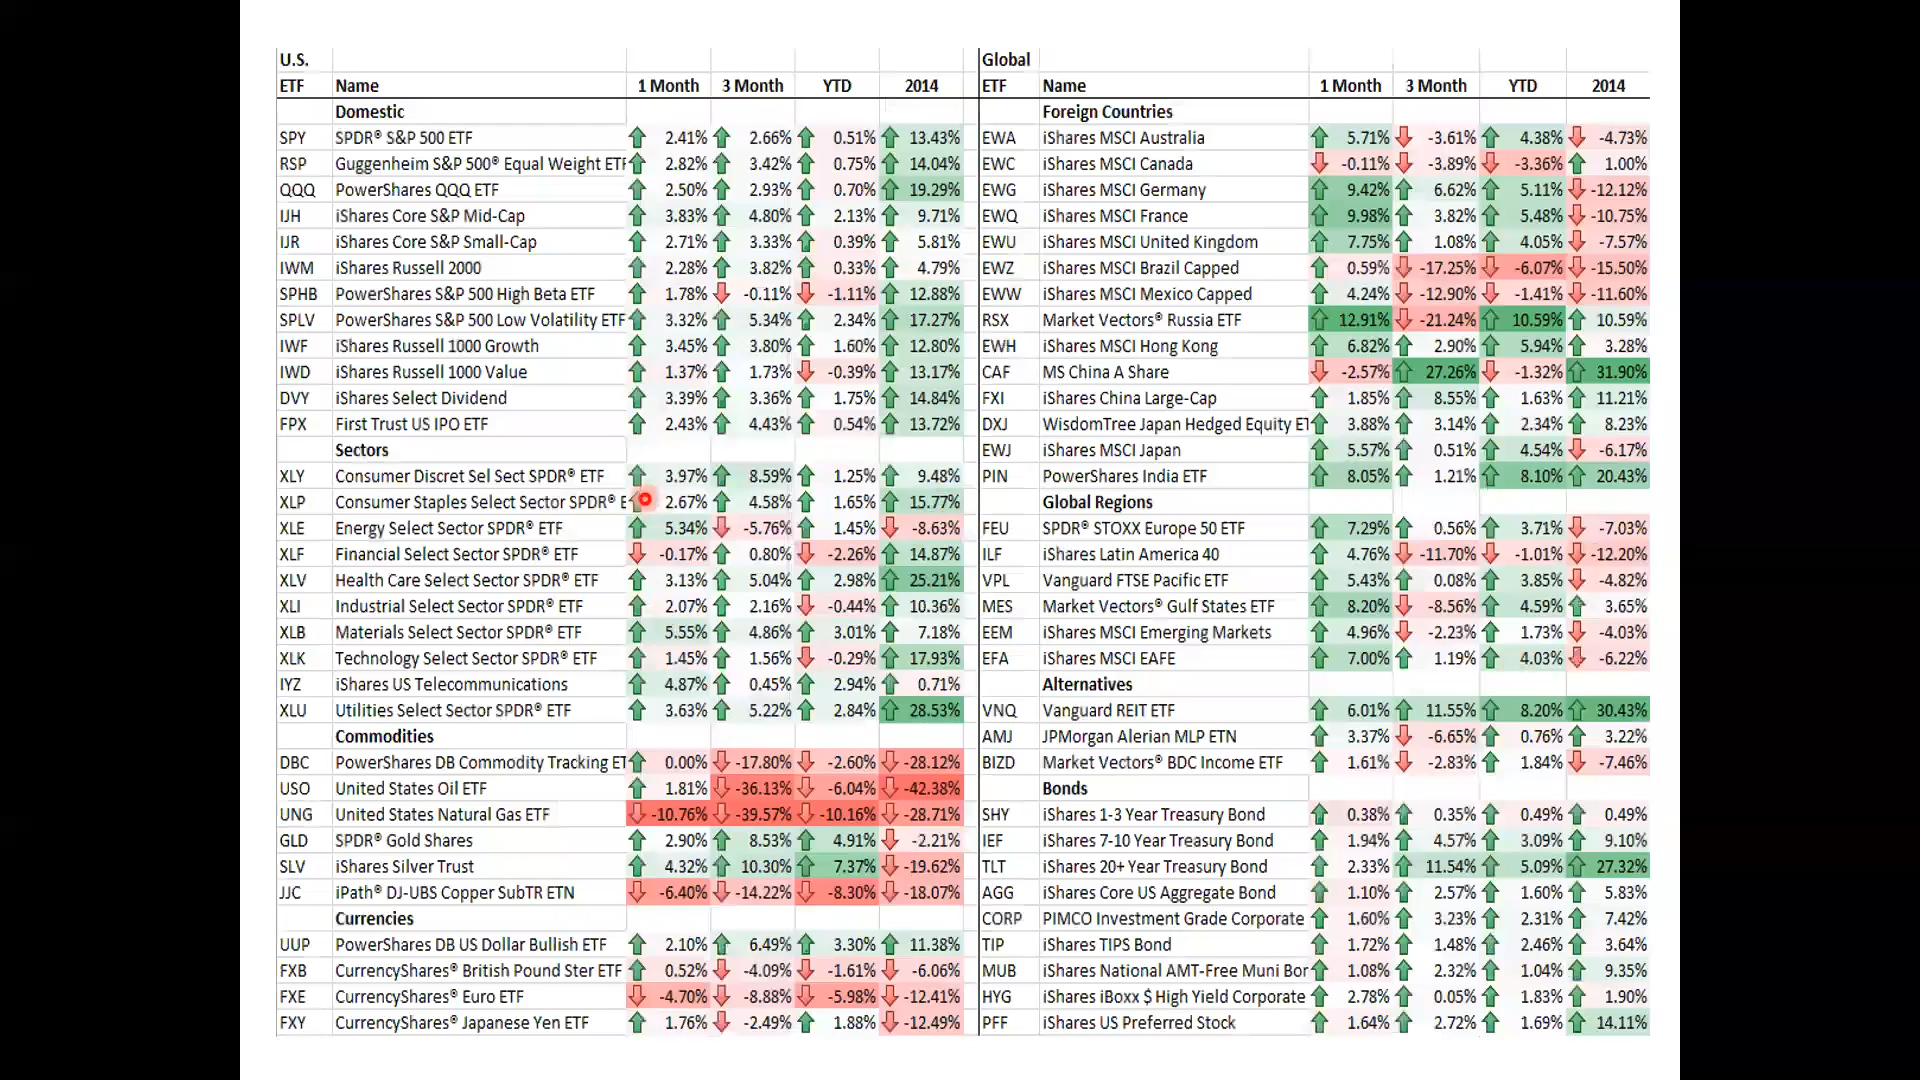 U.S.
ETF Name 1 Month 3 Month YTD 2014
Domestic
SPY SPDR® S&P 500 ETF 2.41% 2.66% 0.51% 13.43%
RSP Guggenheim S&P 500® Equal Weight ETF 2.82% 3.42% 0.75% 14.04%
QQQ PowerShares QQQ ETF 2.50% 2.93% 0.70% 19.29%
IJH iShares Core S&P Mid-Cap 3.83% 4.80% 2.13% 9.71%
IJR iShares Core S&P Small-Cap 2.71% 3.33% 0.39% 5.81%
IWM iShares Russell 2000 2.28% 3.82% 0.33% 4.79%
SPHB PowerShares S&P 500 High Beta ETF 1.78% -0.11% -1.11% 12.88%
SPLV PowerShares S&P 500 Low Volatility ETF 3.32% 5.34% 2.34% 17.27%
IWF iShares Russell 1000 Growth 3.45% 3.80% 1.60% 12.80%
IWD iShares Russell 1000 Value 1.37% 1.73% -0.39% 13.17%
DVY iShares Select Dividend 3.39% 3.36% 1.75% 14.84%
FPX First Trust US IPO ETF 2.43% 4.43% 0.54% 13.72%
Sectors
XLY Consumer Discret Sel Sect SPDR® ETF 3.97% 8.59% 1.25% 9.48%
XLP Consumer Staples Select Sector SPDR® E 2.67% 4.58% 1.65% 15.77%
XLE Energy Select Sector SPDR® ETF 5.34% -5.76% 1.45% -8.63%
XLF Financial Select Sector SPDR® ETF -0.17% 0.80% -2.26% 14.87%
XLV Health Care Select Sector SPDR® ETF 3.13% 5.04% 2.98% 25.21%
XLI Industrial Select Sector SPDR® ETF 2.07% 2.16% -0.44% 10.36%
XLB Materials Select Sector SPDR® ETF 5.55% 4.86% 3.01% 7.18%
XLK Technology Select Sector SPDR® ETF 1.45% 1.56% -0.29% 17.93%
IYZ iShares US Telecommunications 4.87% 0.45% 2.94% 0.71%
XLU Utilities Select Sector SPDR® ETF 3.63% 5.22% 2.84% 28.53%
Commodities
DBC PowerShares DB Commodity Tracking ET 0.00% -17.80% -2.60% -28.12%
USO United States Oil ETF 1.81% -36.13% -6.04% -42.38%
UNG United States Natural Gas ETF -10.76% -39.57% -10.16% -28.71%
GLD SPDR® Gold Shares 2.90% 8.53% 4.91% -2.21%
SLV iShares Silver Trust 4.32% 10.30% 7.37% -19.62%
JJC iPath® DJ-UBS Copper SubTR ETN -6.40% -14.22% -8.30% -18.07%
Currencies
UUP PowerShares DB US Dollar Bullish ETF 2.10% 6.49% 3.30% 11.38%
FXB CurrencyShares® British Pound Ster ETF 0.52% -4.09% -1.61% -6.06%
FXE CurrencyShares® Euro ETF -4.70% -8.88% -5.98% -12.41%
FXY CurrencyShares® Japanese Yen ETF 1.76% -2.49% 1.88% -12.49%
Global
ETF Name 1 Month 3 Month YTD 2014
Foreign Countries
EWA iShares MSCI Australia 5.71% -3.61% 4.38% -4.73%
EWC iShares MSCI Canada -0.11% -3.89% -3.36% 1.00%
EWG iShares MSCI Germany 9.42% 6.62% 5.11% -12.12%
EWQ iShares MSCI France 9.98% 3.82% 5.48% -10.75%
EWU iShares MSCI United Kingdom 7.75% 1.08% 4.05% -7.57%
EWZ iShares MSCI Brazil Capped 0.59% -17.25% -6.07% -15.50%
EWW iShares MSCI Mexico Capped 4.24% -12.90% -1.41% -11.60%
RSX Market Vectors® Russia ETF 12.91% -21.24% 10.59% 10.59%
EWH iShares MSCI Hong Kong 6.82% 2.90% 5.94% 3.28%
CAF MS China A Share -2.57% 27.26% -1.32% 31.90%
FXI iShares China Large-Cap 1.85% 8.55% 1.63% 11.21%
DXJ WisdomTree Japan Hedged Equity ET 3.88% 3.14% 2.34% 8.23%
EWJ iShares MSCI Japan 5.57% 0.51% 4.54% -6.17%
PIN PowerShares India ETF 8.05% 1.21% 8.10% 20.43%
Global Regions
FEU SPDR® STOXX Europe 50 ETF 7.29% 0.56% 3.71% -7.03%
ILF iShares Latin America 40 4.76% -11.70% -1.01% -12.20%
VPL Vanguard FTSE Pacific ETF 5.43% 0.08% 3.85% -4.82%
MES Market Vectors® Gulf States ETF 8.20% -8.56% 4.59% 3.65%
EEM iShares MSCI Emerging Markets 4.96% -2.23% 1.73% -4.03%
EFA iShares MSCI EAFE 7.00% 1.19% 4.03% -6.22%
Alternatives
VNQ Vanguard REIT ETF 6.01% 11.55% 8.20% 30.43%
AMJ JPMorgan Alerian MLP ETN 3.37% -6.65% 0.76% 3.22%
BIZD Market Vectors® BDC Income ETF 1.61% -2.83% 1.84% -7.46%
Bonds
SHY iShares 1-3 Year Treasury Bond 0.38% 0.35% 0.49% 0.49%
IEF iShares 7-10 Year Treasury Bond 1.94% 4.57% 3.09% 9.10%
TLT iShares 20+ Year Treasury Bond 2.33% 11.54% 5.09% 27.32%
AGG iShares Core US Aggregate Bond 1.10% 2.57% 1.60% 5.83%
CORP PIMCO Investment Grade Corporate 1.60% 3.23% 2.31% 7.42%
TIP iShares TIPS Bond 1.72% 1.48% 2.46% 3.64%
MUB iShares National AMT-Free Muni Bor 1.08% 2.32% 1.04% 9.35%
HYG iShares iBoxx $ High Yield Corporate 2.78% 0.05% 1.83% 1.90%
PFF iShares US Preferred Stock 1.64% 2.72% 1.69% 14.11%